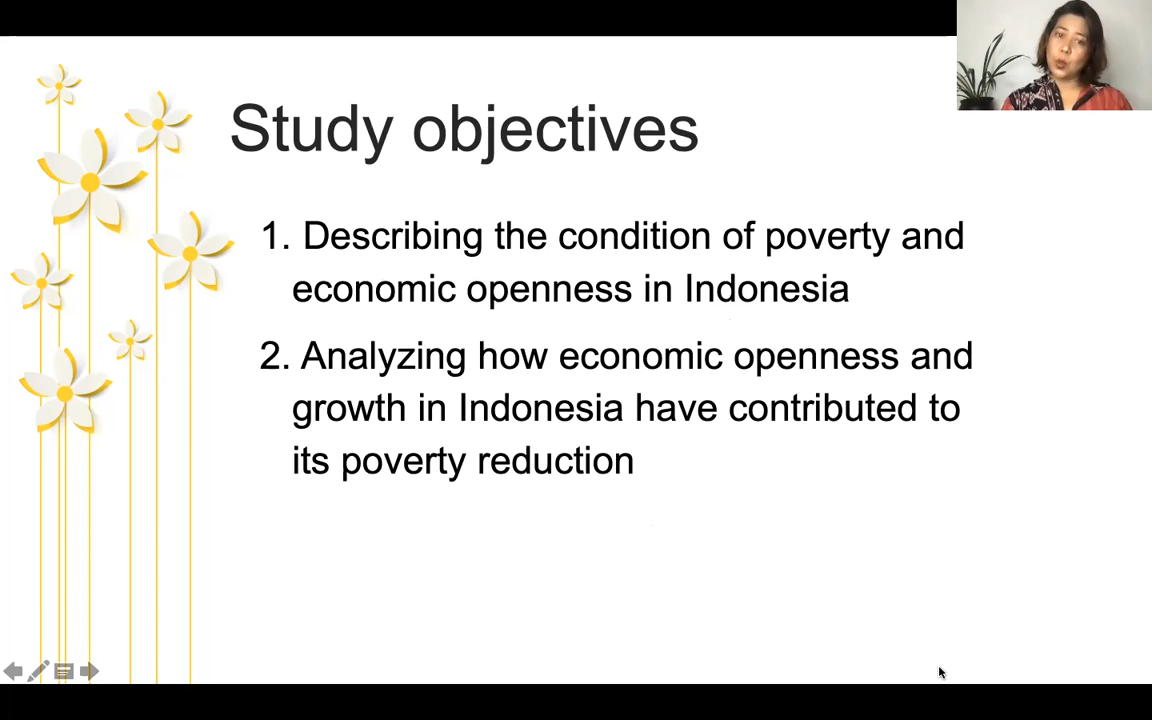 Study objectives
1. Describing the condition of poverty and
economic openness in Indonesia
2. Analyzing how economic openness and
growth in Indonesia have contributed to
its poverty reduction